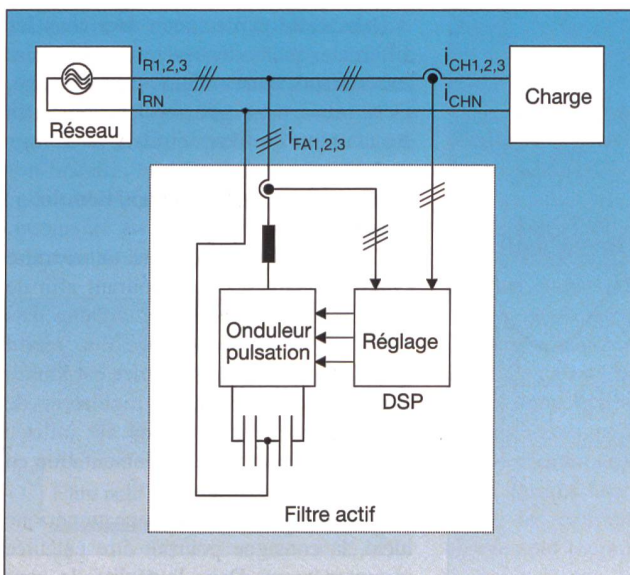 iR1,2,3
iCH1,2,3
iRN
iCHN
Réseau
Charge
iFA1,2,3
Onduleur
pulsation
Réglage
DSP
Filtre actif